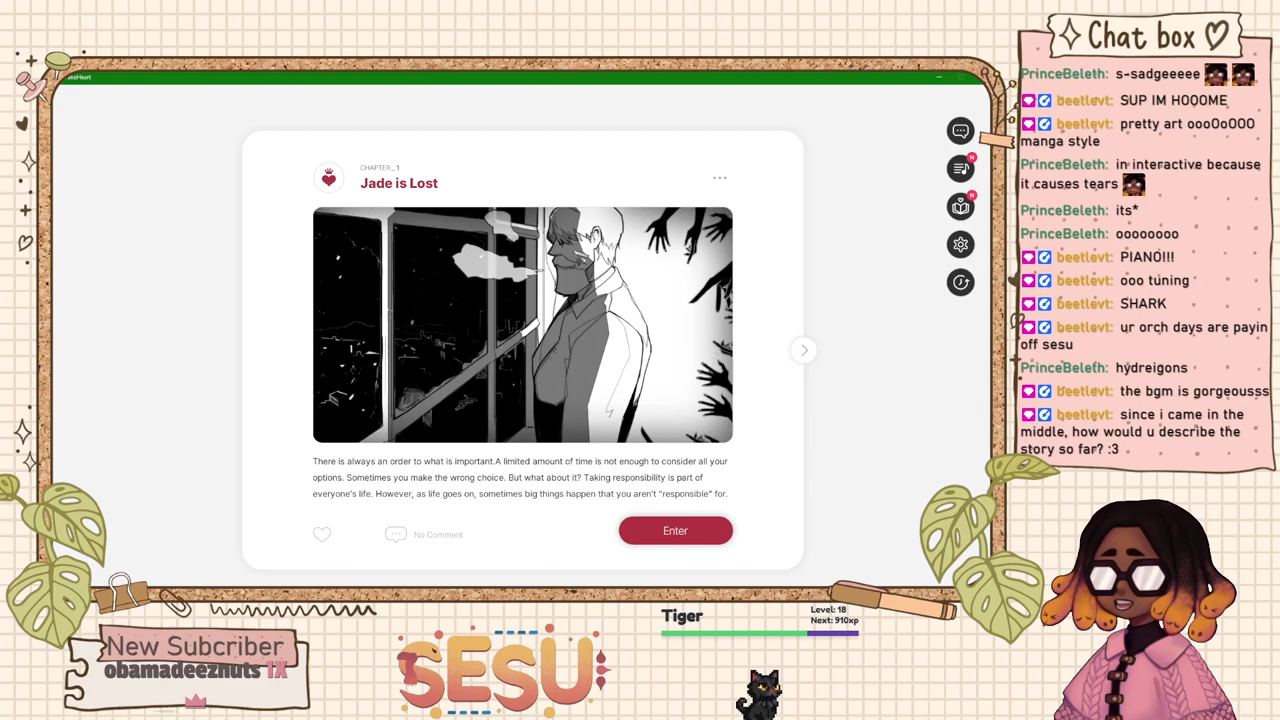 Chat box
PrinceBeleth: s-sadgeeeee
beetlevt: SUP IM HOOOME
beetlevt: pretty art oooOoOOO
manga style
PrinceBeleth: in interactive because
it causes tears
PrinceBeleth: its*
PrinceBeleth: oooooooo
beetlevt: PIANO!!!
beetlevt: ooo tuning
beetlevt: SHARK
beetlevt: ur orch days are payin
off sesu
PrinceBeleth: hydreigons
beetlevt: the bgm is gorgeousss
beetlevt: since i came in the
middle, how would u describe the
story so far? :3
CHAPTER_ 1
Jade is Lost
N
N
There is always an order to what is important.A limited amount of time is not enough to consider all your
options. Sometimes you make the wrong choice. But what about it? Taking responsibility is part of
everyone's life. However, as life goes on, sometimes big things happen that you aren't "responsible" for.
No Comment
Enter
New Subcriber
obamadeeznuts 1X
SESU
Tiger
Level: 18
Next: 910xp